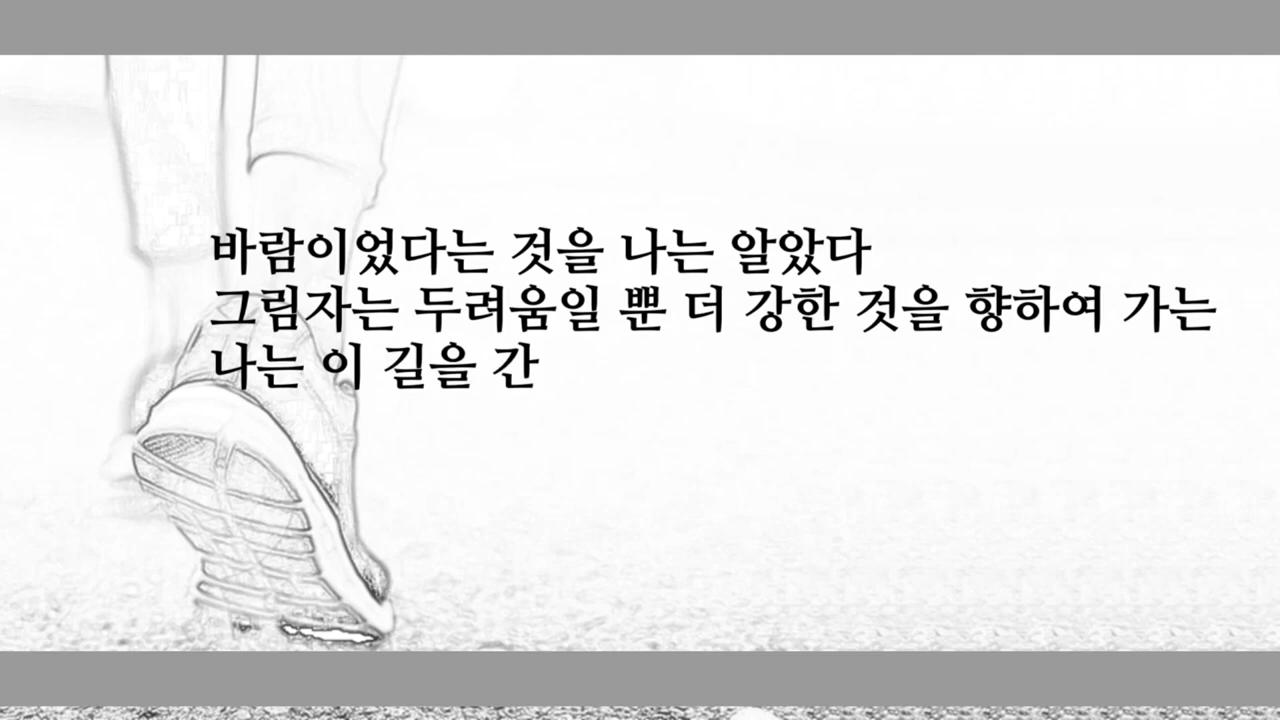 바람이었다는 것을 나는 알았다
그림자는 두려움일 뿐 더 강한 것을 향하여 가는
나는 이 길을 간